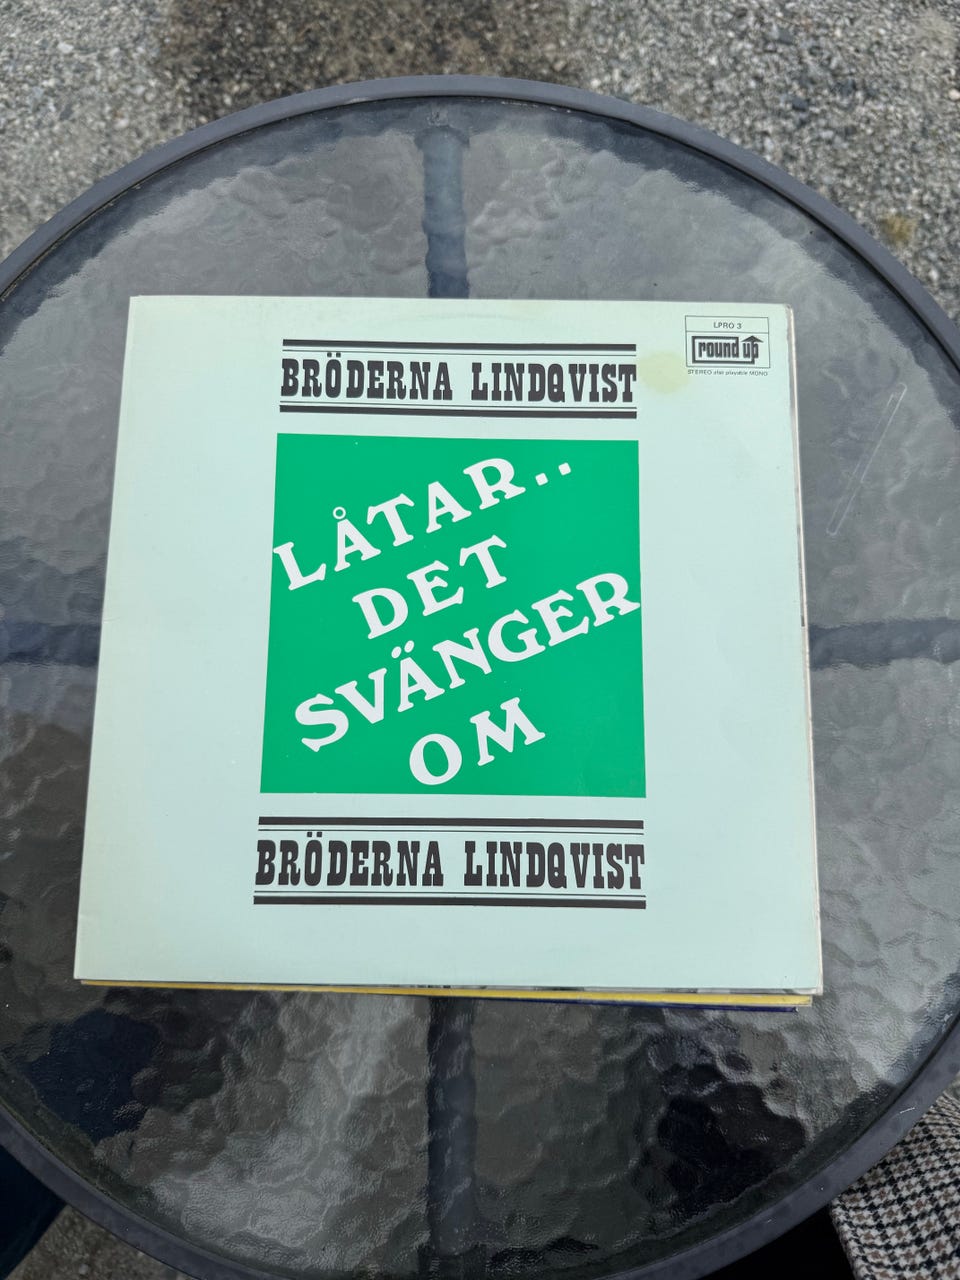 LPRO 3
round up
STEREO also playable MONO
BRÖDERNA LINDQVIST
LÅTAR..
DET
SVÄNGER
OM
BRÖDERNA LINDQVIST